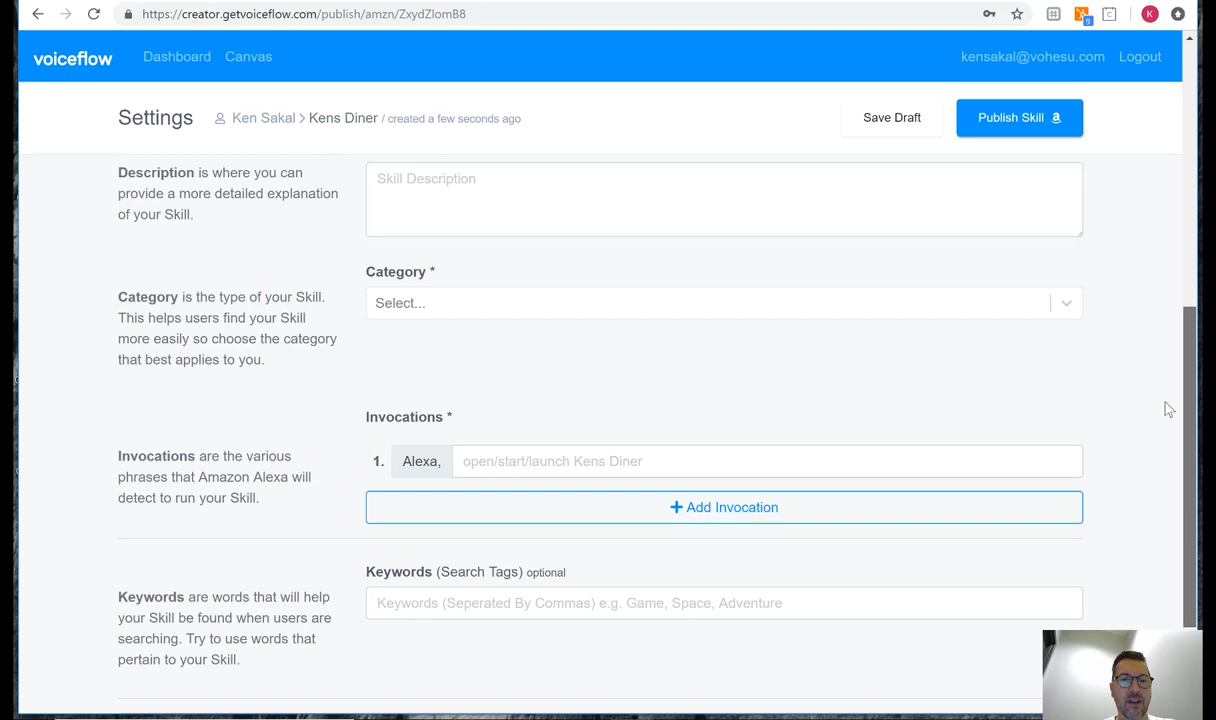 https://creator.getvoiceflow.com/publish/amzn/ZxydZlomB8
9
C
K
voiceflow
Dashboard
Canvas
kensakal@vohesu.com
Logout
Settings
Ken Sakal > Kens Diner / created a few seconds ago
Save Draft
Publish Skill
Description is where you can
provide a more detailed explanation
of your Skill.
Skill Description
Category *
Select...
Category is the type of your Skill.
This helps users find your Skill
more easily so choose the category
that best applies to you.
Invocations *
1. Alexa, open/start/launch Kens Diner
Invocations are the various
phrases that Amazon Alexa will
detect to run your Skill.
+ Add Invocation
Keywords (Search Tags) optional
Keywords (Seperated By Commas) e.g. Game, Space, Adventure
Keywords are words that will help
your Skill be found when users are
searching. Try to use words that
pertain to your Skill.